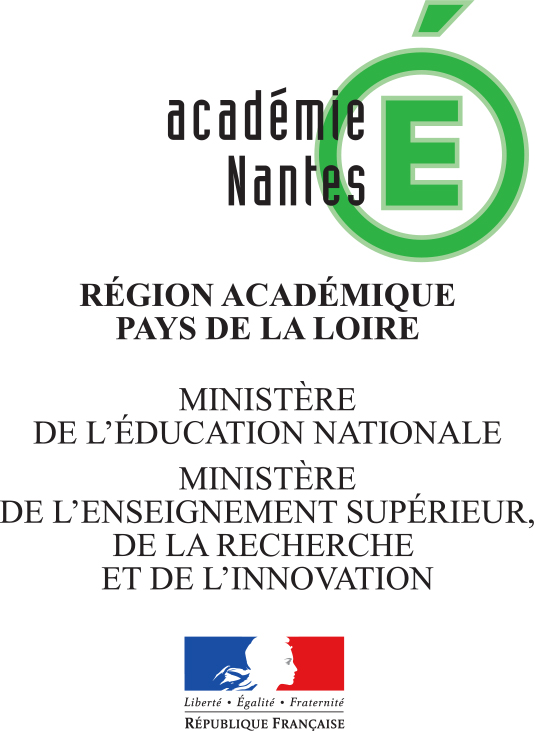 académie
Nantes
É
RÉGION ACADÉMIQUE
PAYS DE LA LOIRE
MINISTÈRE
DE L’ÉDUCATION NATIONALE
MINISTÈRE
DE L’ENSEIGNEMENT SUPÉRIEUR,
DE LA RECHERCHE
ET DE L’INNOVATION
Liberté • Égalité • Fraternité
RÉPUBLIQUE FRANÇAISE